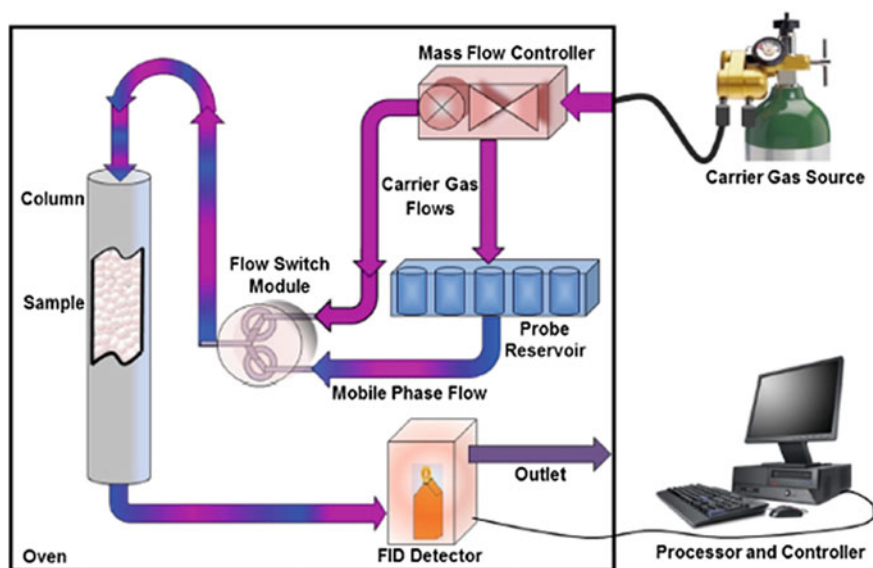 Mass Flow Controller
Carrier Gas Source
Carrier Gas
Flows
Column
Sample
Flow Switch
Module
Probe
Reservoir
Mobile Phase Flow
Outlet
FID Detector
Oven
Processor and Controller